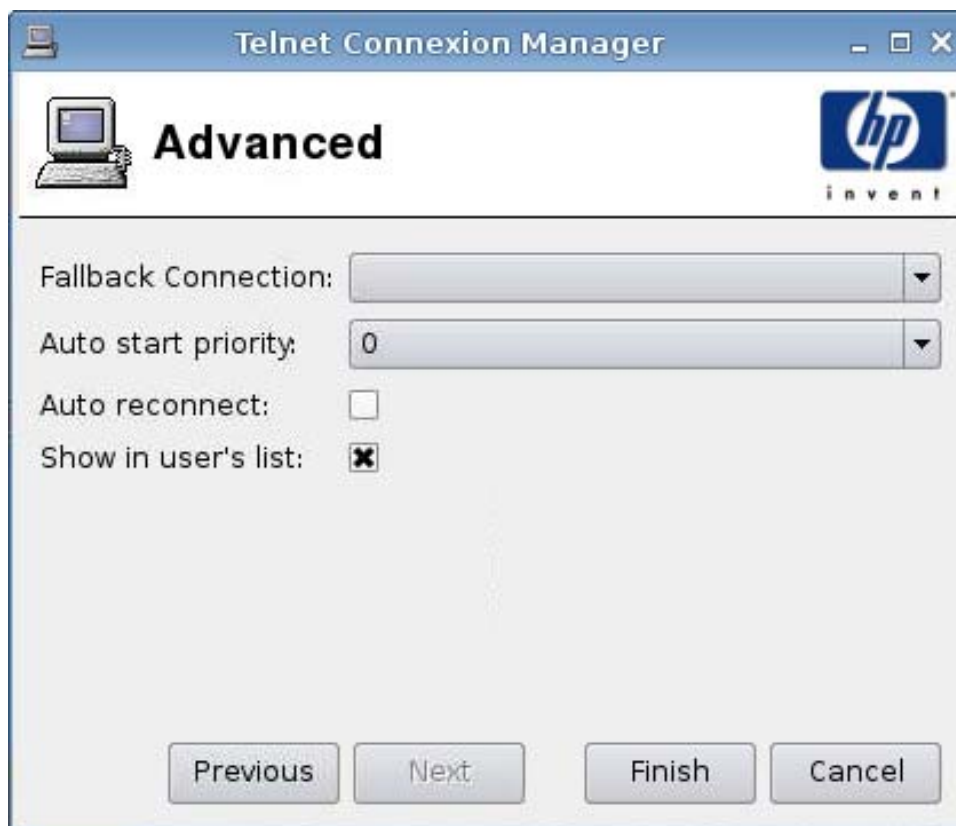 Telnet Connexion Manager
Advanced
hp
invent
Fallback Connection:
Auto start priority: 0
Auto reconnect:
Show in user's list:
Previous Next Finish Cancel